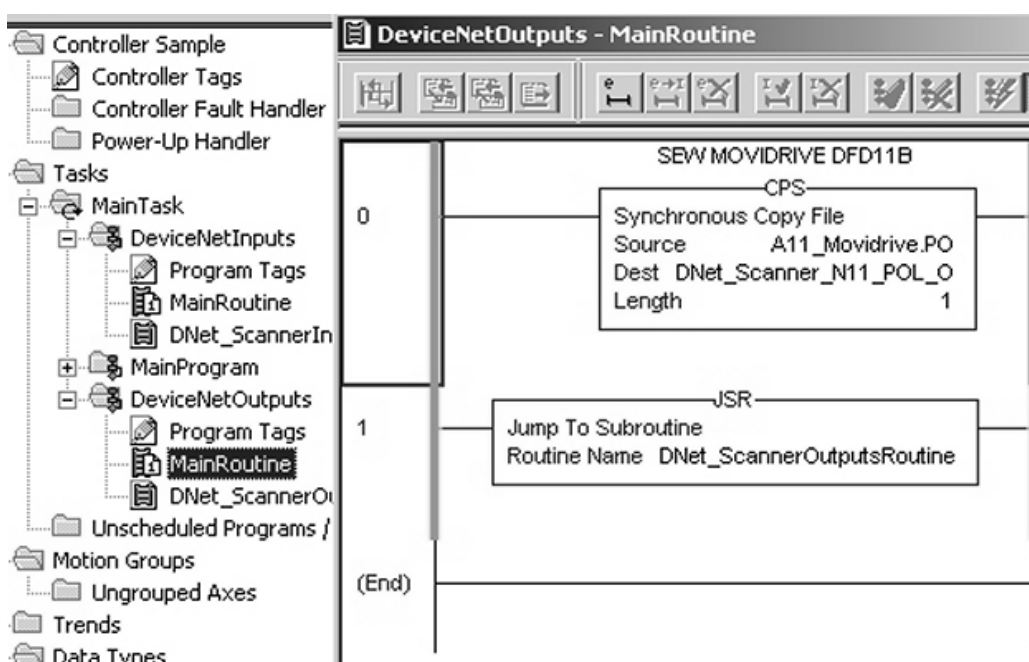 Controller Sample
Controller Tags
Controller Fault Handler
Power-Up Handler
Tasks
MainTask
DeviceNetInputs
Program Tags
MainRoutine
DNet_ScannerIn
MainProgram
DeviceNetOutputs
Program Tags
MainRoutine
DNet_ScannerOu
Unscheduled Programs /
Motion Groups
Ungrouped Axes
Trends
Data Types
DeviceNetOutputs - MainRoutine
SEW MOVIDRIVE DFD11B
CPS
0
Synchronous Copy File
Source A11_Movidrive.PO
Dest DNet_Scanner_N11_POL_O
Length 1
JSR
1
Jump To Subroutine
Routine Name DNet_ScannerOutputsRoutine
(End)